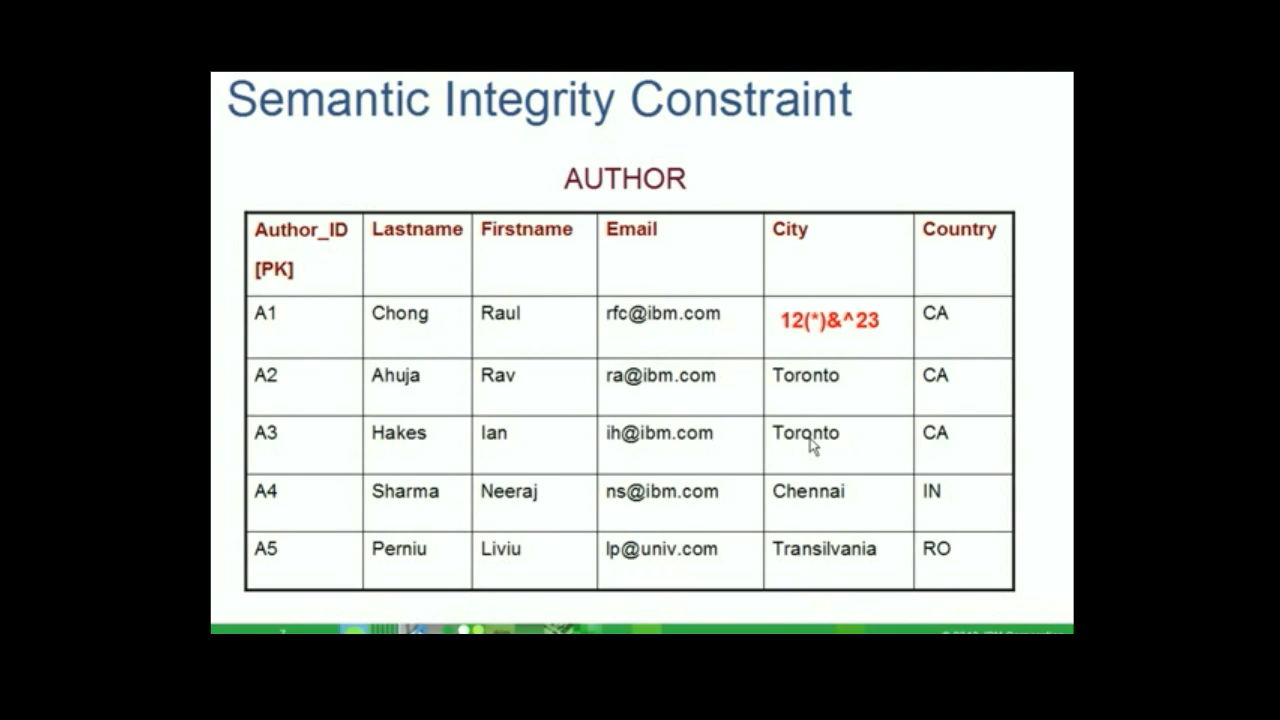 Semantic Integrity Constraint
AUTHOR
Author_ID [PK] Lastname Firstname Email City Country
A1 Chong Raul rfc@ibm.com 12(*)&^23 CA
A2 Ahuja Rav ra@ibm.com Toronto CA
A3 Hakes Ian ih@ibm.com Toronto CA
A4 Sharma Neeraj ns@ibm.com Chennai IN
A5 Perniu Liviu lp@univ.com Transilvania RO